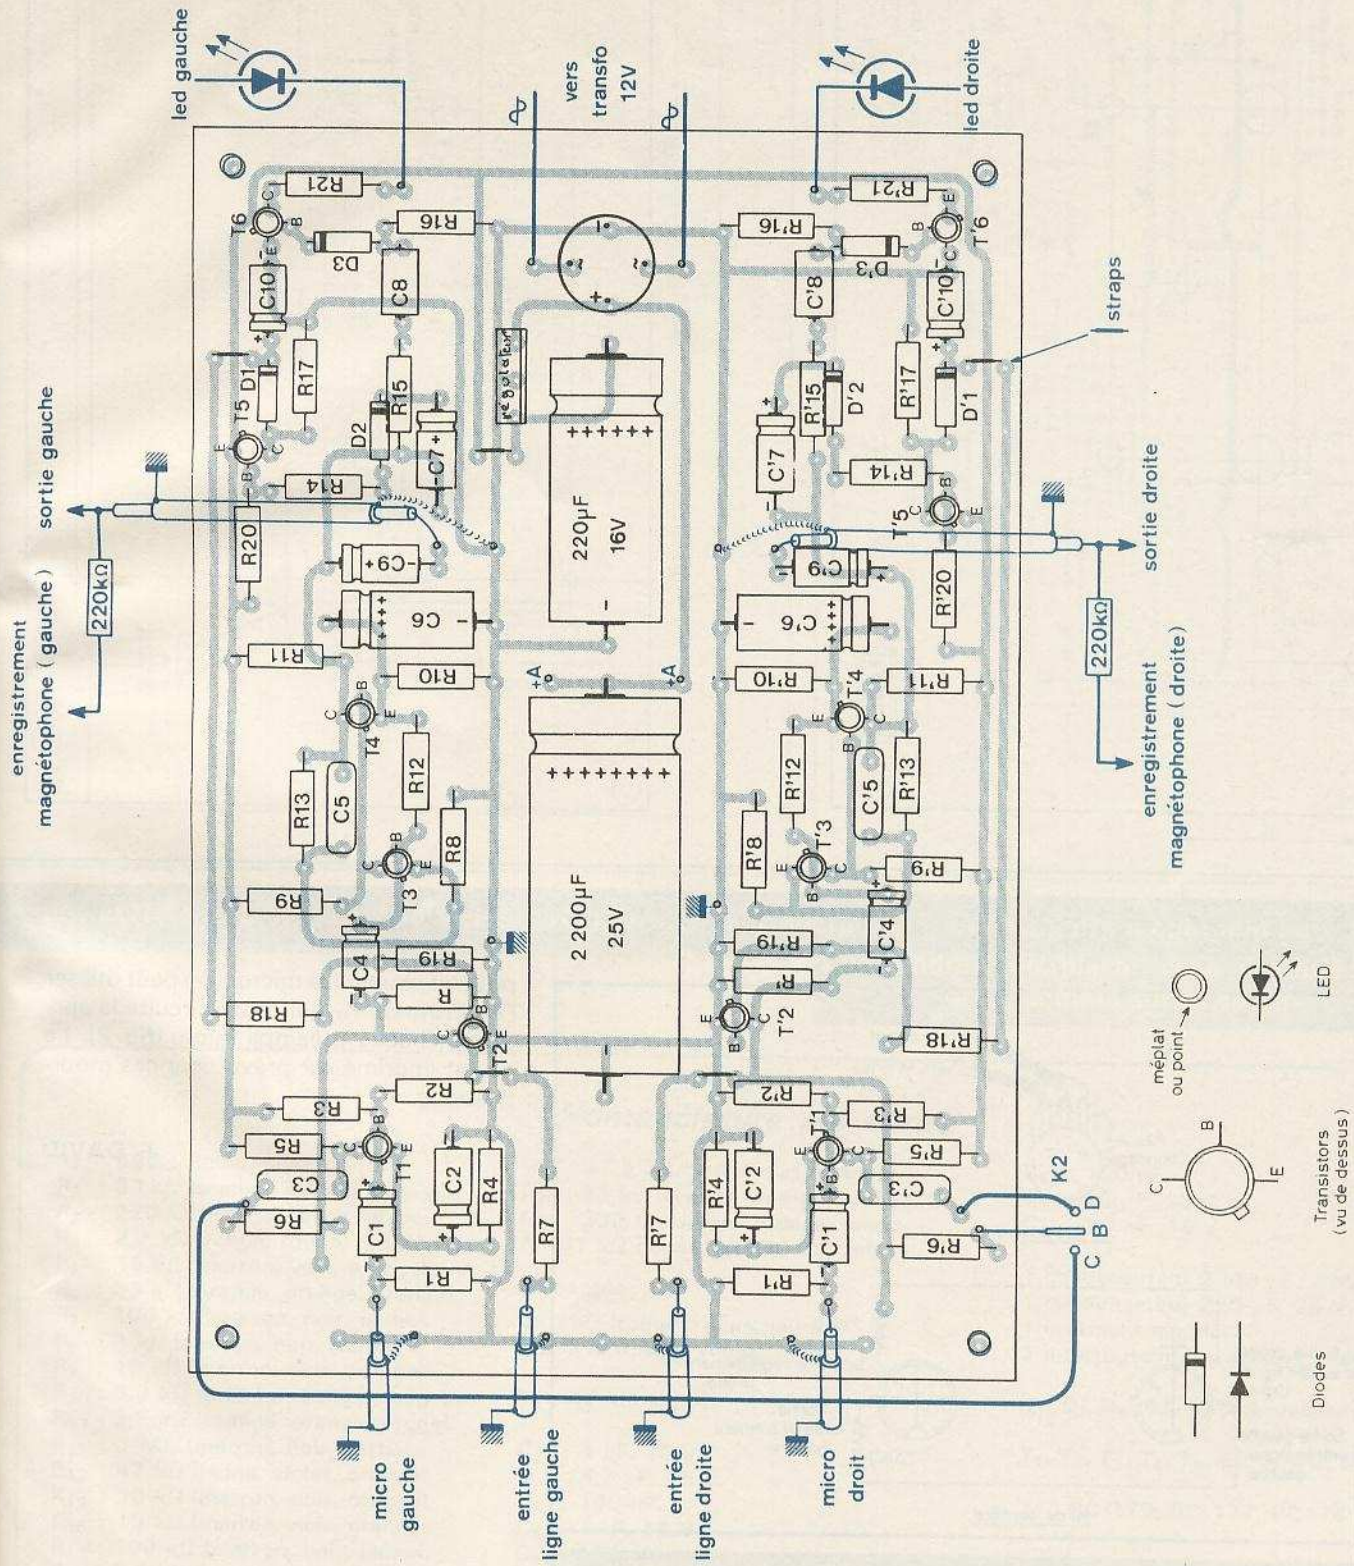 led gauche
vers
transfo
12V
led droite
R21
T6
C
B
E
R16
D3
C10
-
+
C8
D1
R17
T5
E
C
B
D2
R15
-C7+
R14
R20
-C9+
C6
-
++++
R11
R10
régulateur
-
~
~
+
++++++
220µF
16V
-
+A
+A
++++++++
2 200µF
25V
-
R'21
R'16
D'3
T'6
B
E
C
C'8
C'10
-
+
R'15
D'2
R'17
D'1
C'7
+
-
R'14
T'5
C
B
E
R'20
C'9
+
C'6
-
++++
R'10
R'11
straps
sortie gauche
enregistrement
magnétophone ( gauche )
220kΩ
sortie droite
enregistrement
magnétophone ( droite )
220kΩ
T4
C
B
R13
C5
R12
T3
C
B
E
R9
R8
C4
+
-
R19
R
R18
T2
C
B
E
R2
R3
R5
T1
C
B
E
C3
R6
C1
+
-
C2
-
+
R4
R1
R7
T'4
E
B
C
R'12
C'5
R'13
T'3
E
B
C
R'8
R'9
C'4
+
-
R'19
R'
T'2
E
B
C
R'18
R'2
R'3
T'1
E
B
C
R'5
C'3
R'4
C'2
-
+
C'1
+
-
R'1
R'6
R'7
K2
D
B
C
micro
gauche
entrée
ligne gauche
entrée
ligne droite
micro
droit
méplat
ou point
LED
C
B
E
Transistors
(vu de dessus)
Diodes